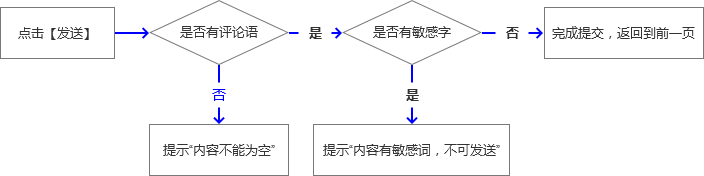 点击【发送】
是否有评论语
是
是否有敏感字
否
完成提交，返回到前一页
否
是
提示“内容不能为空”
提示“内容有敏感词，不可发送”